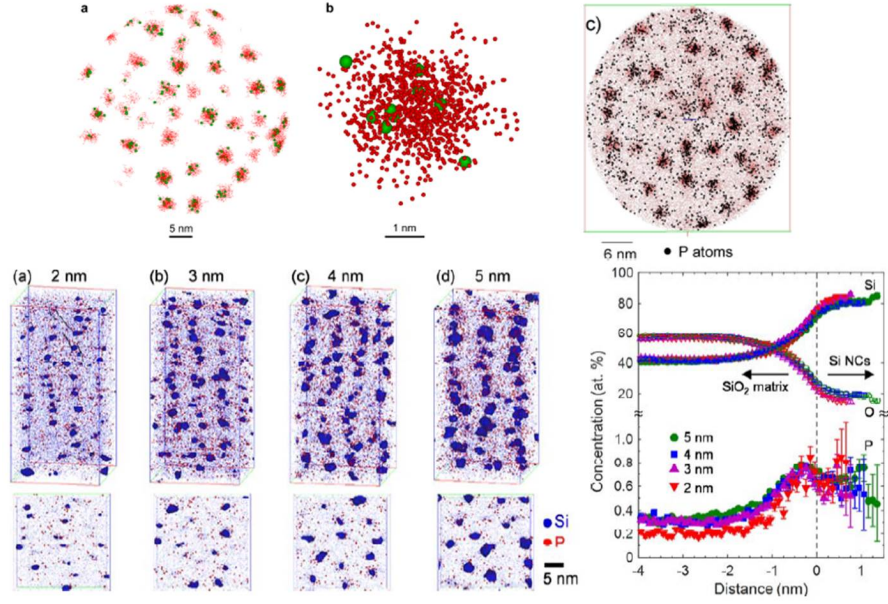 a
5 nm
b
1 nm
c)
6 nm
● P atoms
(a) 2 nm
(b) 3 nm
(c) 4 nm
(d) 5 nm
Si
P
5 nm
Concentration (at. %)
100
80
60
40
20
≈
≈
1.0
0.8
0.6
0.4
0.2
0
Si
Si NCs
SiO₂ matrix
O
P
5 nm
4 nm
3 nm
2 nm
-4 -3 -2 -1 0 1
Distance (nm)